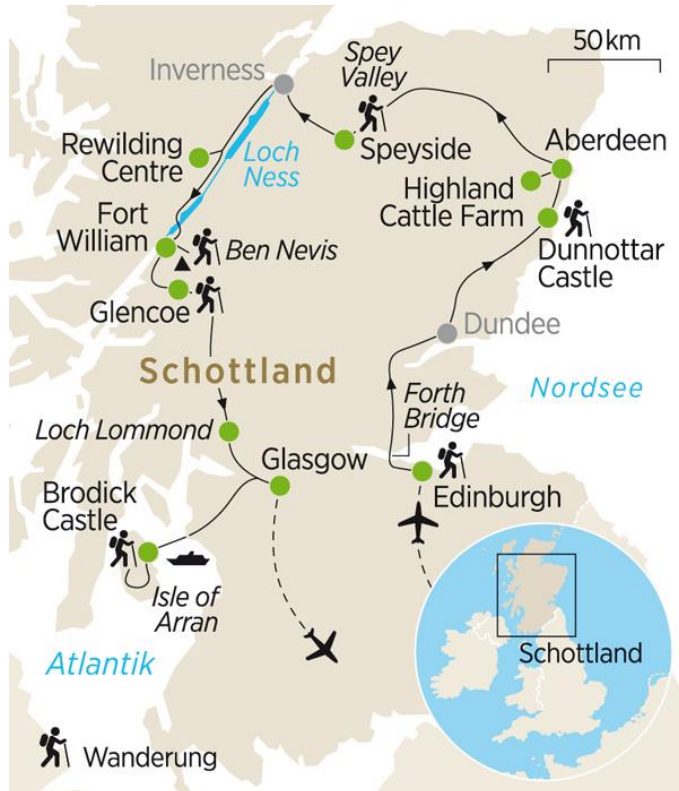 50 km
Spey
Valley
Inverness
Rewilding
Centre
Loch
Ness
Speyside
Aberdeen
Highland
Cattle Farm
Fort
William
Ben Nevis
Dunnottar
Castle
Glencoe
Dundee
Schottland
Nordsee
Forth
Bridge
Loch Lommond
Glasgow
Edinburgh
Brodick
Castle
Isle of
Arran
Atlantik
Schottland
Wanderung